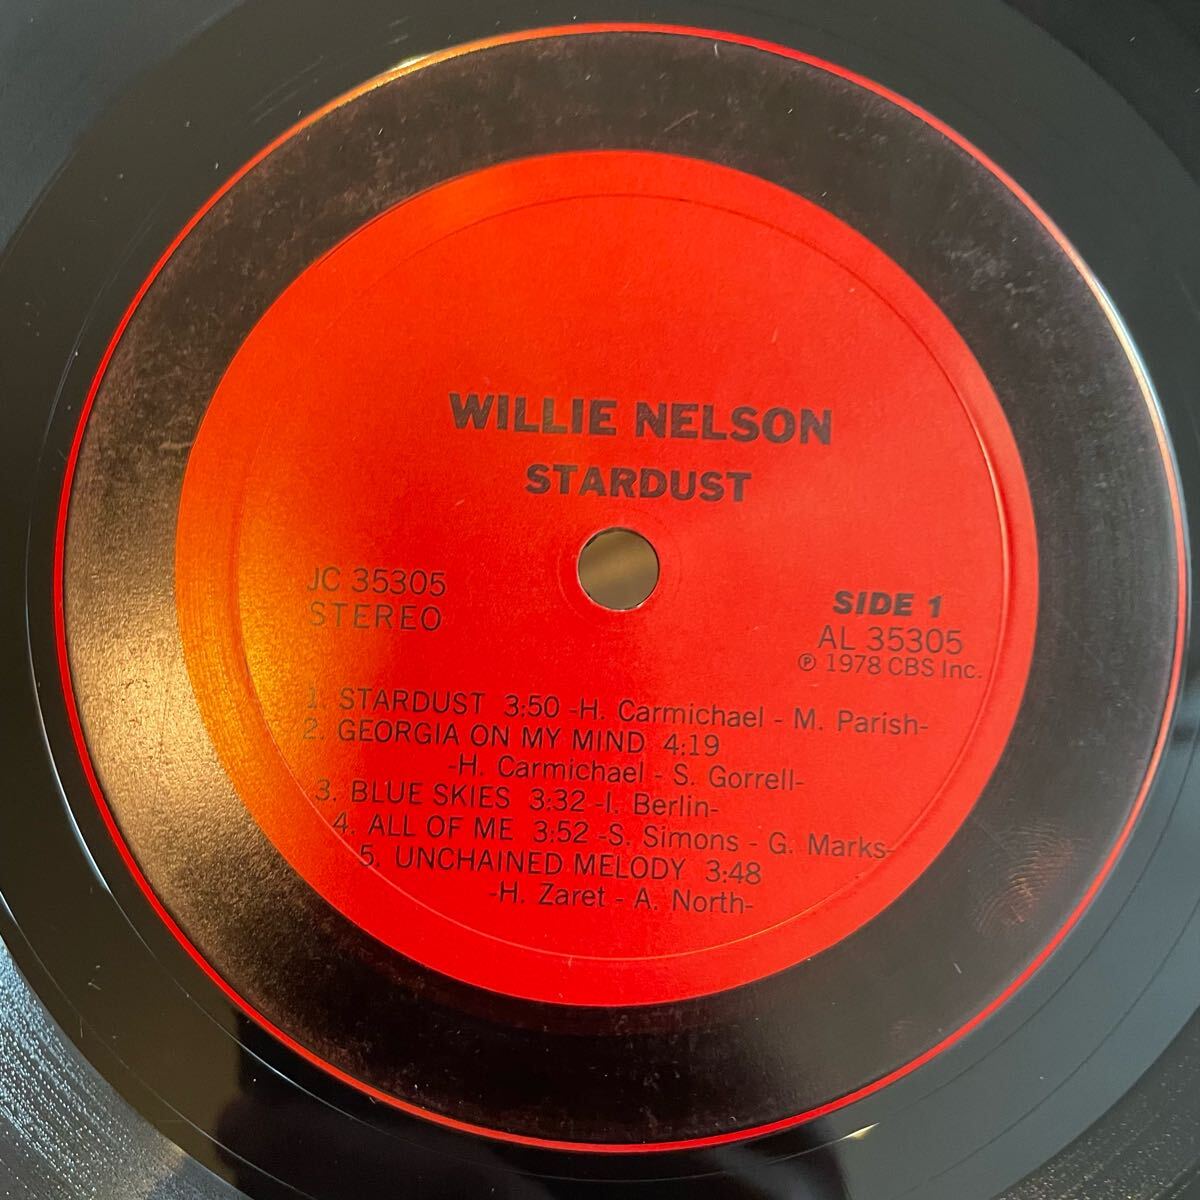 WILLIE NELSON
STARDUST
JC 35305
STEREO
SIDE 1
AL 35305
℗ 1978 CBS Inc.
1. STARDUST 3:50 -H. Carmichael - M. Parish-
2. GEORGIA ON MY MIND 4:19
-H. Carmichael - S. Gorrell-
3. BLUE SKIES 3:32 -I. Berlin-
4. ALL OF ME 3:52 -S. Simons - G. Marks-
5. UNCHAINED MELODY 3:48
-H. Zaret - A. North-